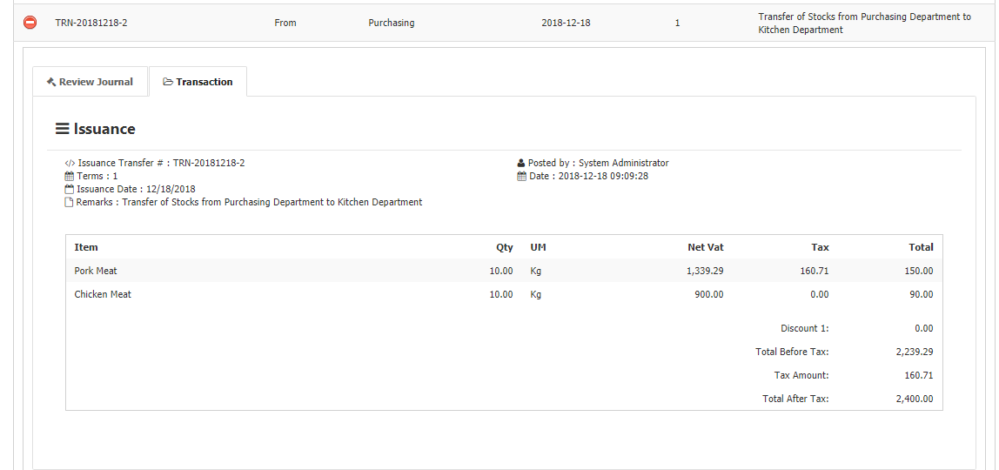 TRN-20181218-2 From Purchasing 2018-12-18 1 Transfer of Stocks from Purchasing Department to
Kitchen Department
Review Journal Transaction
Issuance
</> Issuance Transfer # : TRN-20181218-2 Posted by : System Administrator
Terms : 1 Date : 2018-12-18 09:09:28
Issuance Date : 12/18/2018
Remarks : Transfer of Stocks from Purchasing Department to Kitchen Department
Item Qty UM Net Vat Tax Total
Pork Meat 10.00 Kg 1,339.29 160.71 150.00
Chicken Meat 10.00 Kg 900.00 0.00 90.00
Discount 1: 0.00
Total Before Tax: 2,239.29
Tax Amount: 160.71
Total After Tax: 2,400.00